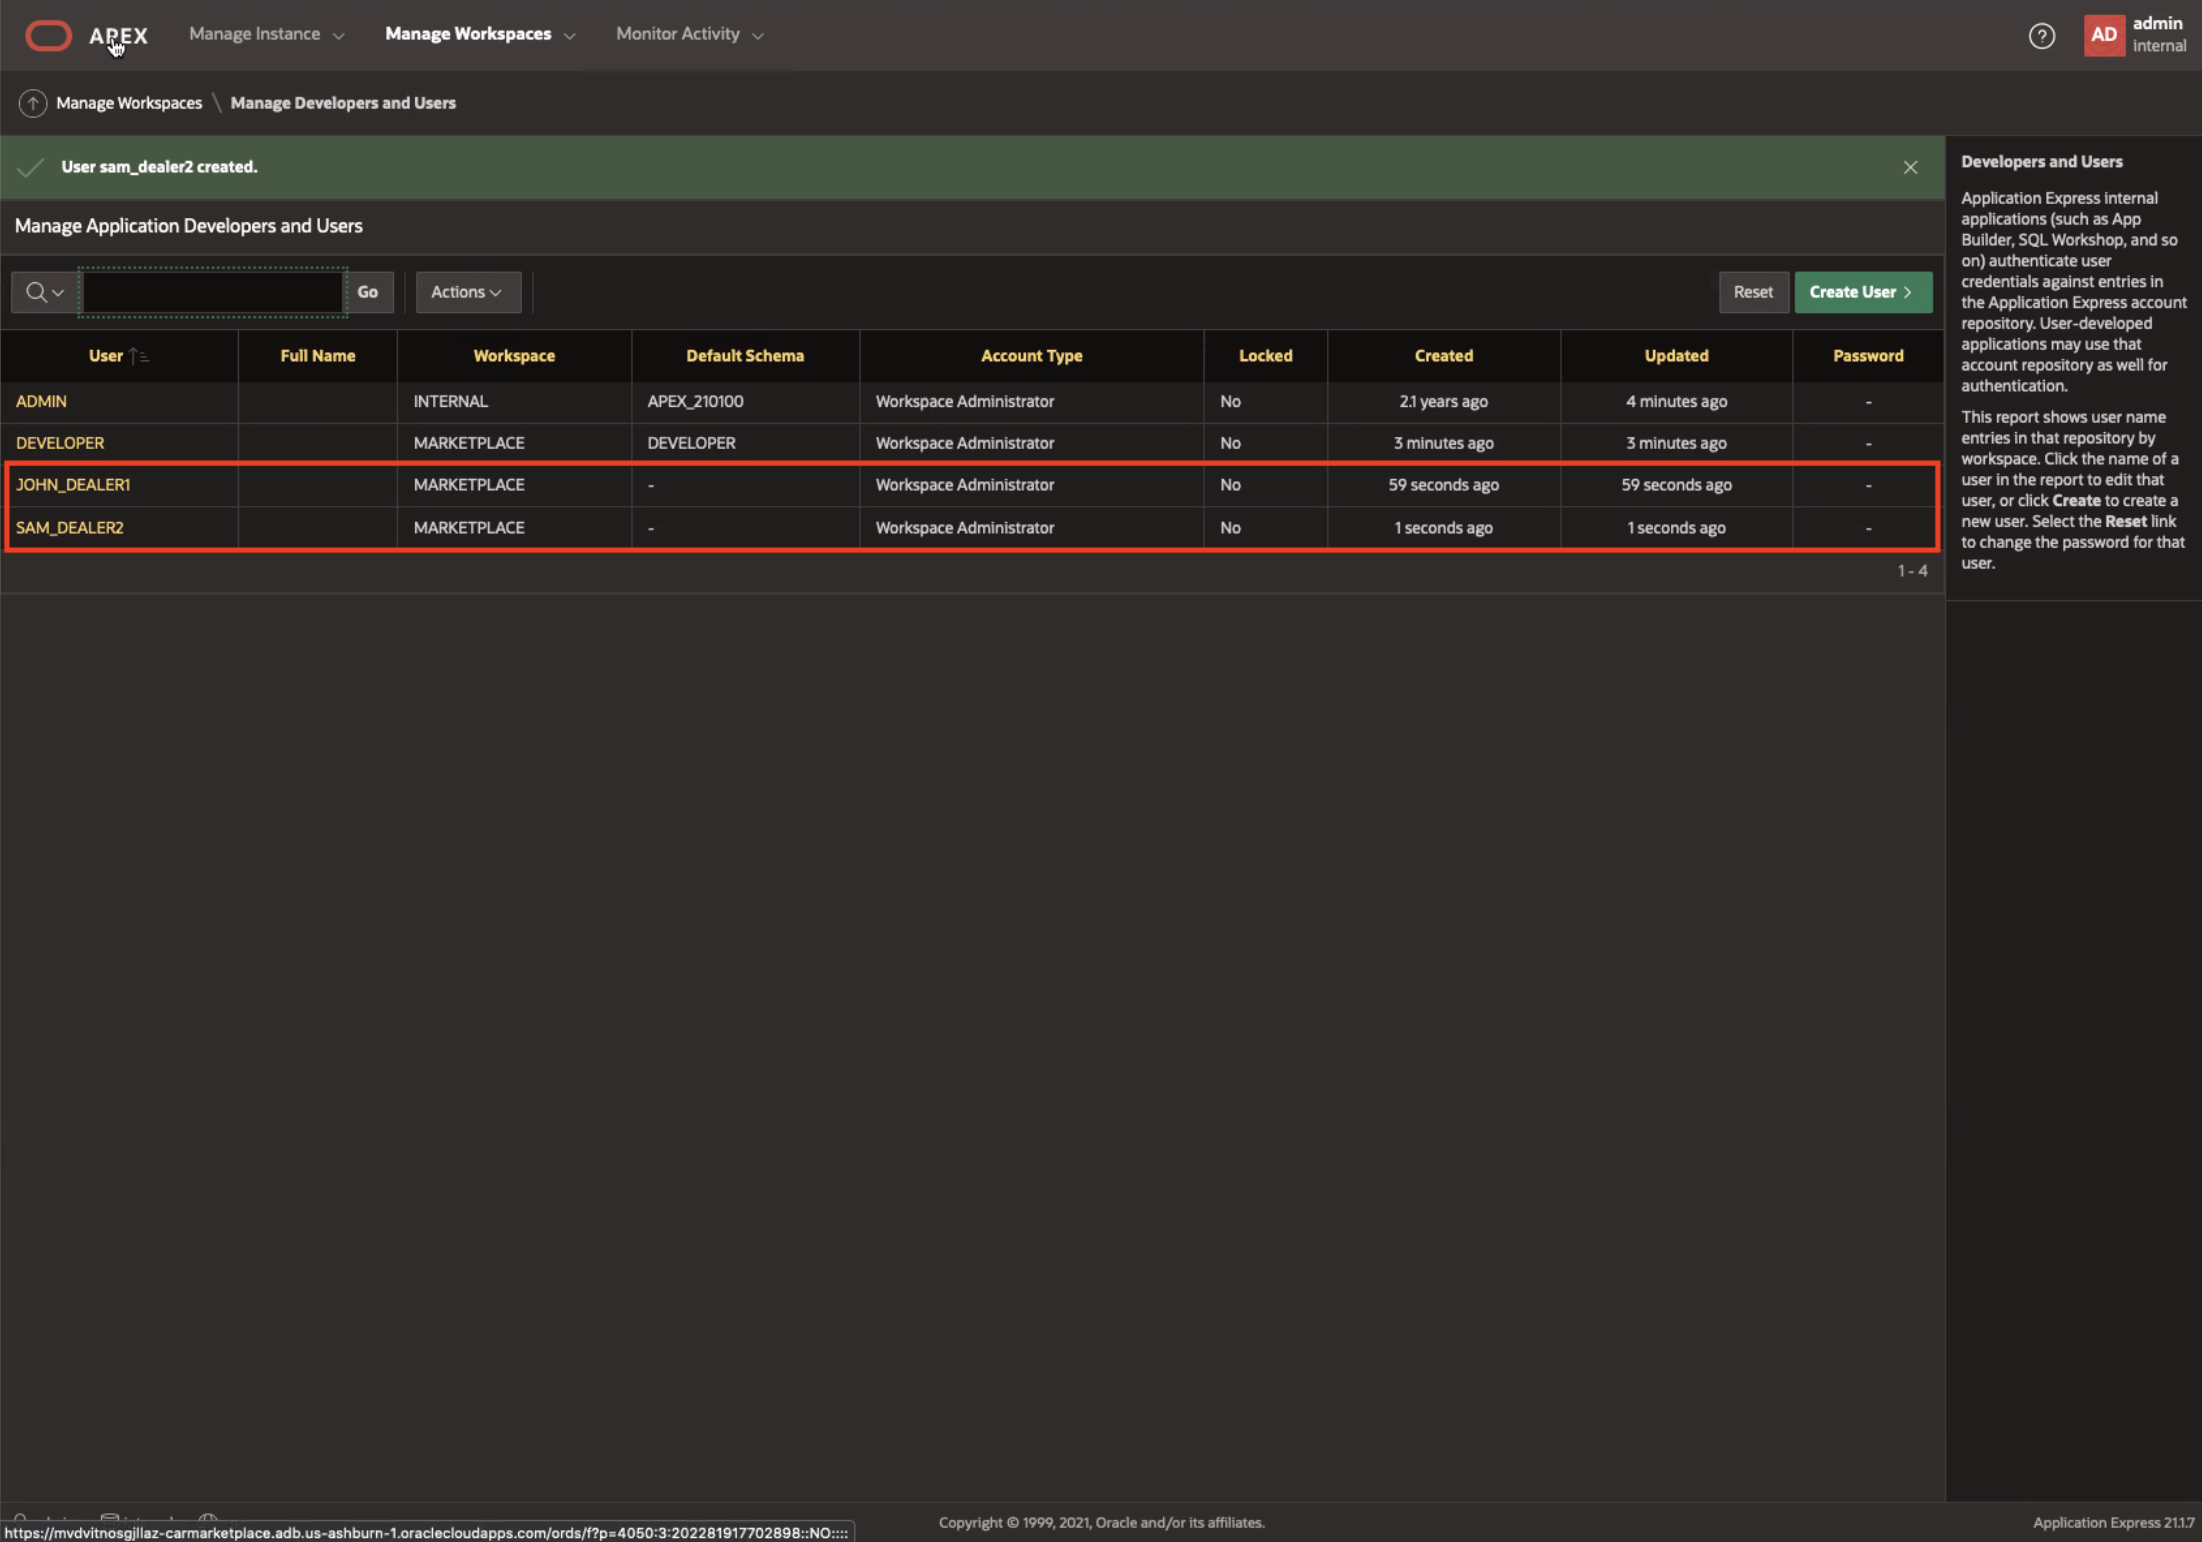 APEX Manage Instance Manage Workspaces Monitor Activity ? AD admin
internal
Manage Workspaces \ Manage Developers and Users
User sam_dealer2 created.
Manage Application Developers and Users
Go Actions Reset Create User
User Full Name Workspace Default Schema Account Type Locked Created Updated Password
ADMIN INTERNAL APEX_210100 Workspace Administrator No 2.1 years ago 4 minutes ago -
DEVELOPER MARKETPLACE DEVELOPER Workspace Administrator No 3 minutes ago 3 minutes ago -
JOHN_DEALER1 MARKETPLACE - Workspace Administrator No 59 seconds ago 59 seconds ago -
SAM_DEALER2 MARKETPLACE - Workspace Administrator No 1 seconds ago 1 seconds ago -
1 - 4
Developers and Users
Application Express internal
applications (such as App
Builder, SQL Workshop, and so
on) authenticate user
credentials against entries in
the Application Express account
repository. User-developed
applications may use that
account repository as well for
authentication.
This report shows user name
entries in that repository by
workspace. Click the name of a
user in the report to edit that
user, or click Create to create a
new user. Select the Reset link
to change the password for that
user.
https://mvdvitnosgjllaz-carmarketplace.adb.us-ashburn-1.oraclecloudapps.com/ords/f?p=4050:3:202281917702898::NO::::
Copyright © 1999, 2021, Oracle and/or its affiliates.
Application Express 21.1.7